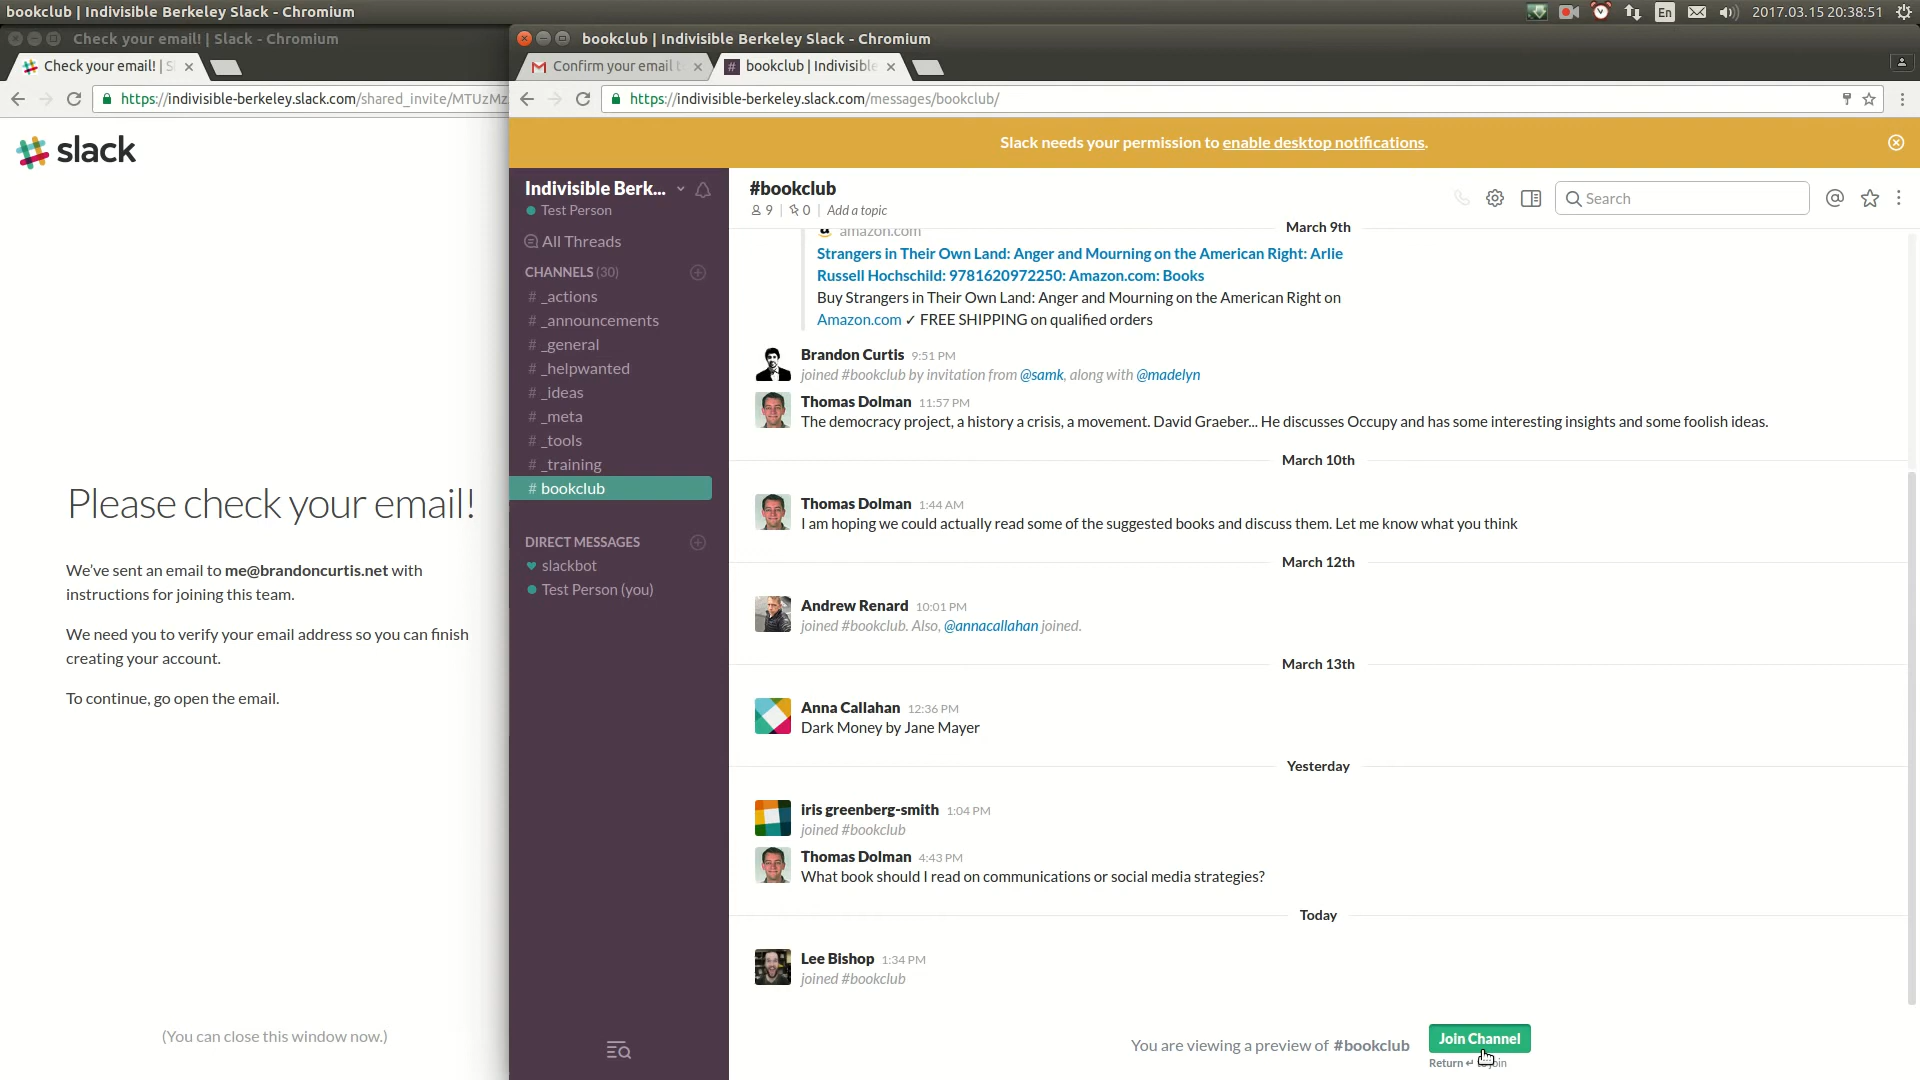 bookclub | Indivisible Berkeley Slack - Chromium
En
2017.03.15 20:38:51
Check your email! | Slack - Chromium
Check your email! | S
https://indivisible-berkeley.slack.com/shared_invite/MTUzMz
slack
Please check your email!
We've sent an email to me@brandoncurtis.net with
instructions for joining this team.
We need you to verify your email address so you can finish
creating your account.
To continue, go open the email.
(You can close this window now.)
bookclub | Indivisible Berkeley Slack - Chromium
Confirm your email t
bookclub | Indivisible
https://indivisible-berkeley.slack.com/messages/bookclub/
Slack needs your permission to enable desktop notifications.
Indivisible Berk...
Test Person
All Threads
CHANNELS (30)
# _actions
# _announcements
# _general
# _helpwanted
# _ideas
# _meta
# _tools
# _training
# bookclub
DIRECT MESSAGES
slackbot
Test Person (you)
#bookclub
9 | 0 | Add a topic
Search
March 9th
amazon.com
Strangers in Their Own Land: Anger and Mourning on the American Right: Arlie
Russell Hochschild: 9781620972250: Amazon.com: Books
Buy Strangers in Their Own Land: Anger and Mourning on the American Right on
Amazon.com ✓ FREE SHIPPING on qualified orders
Brandon Curtis 9:51 PM
joined #bookclub by invitation from @samk, along with @madelyn
Thomas Dolman 11:57 PM
The democracy project, a history a crisis, a movement. David Graeber... He discusses Occupy and has some interesting insights and some foolish ideas.
March 10th
Thomas Dolman 1:44 AM
I am hoping we could actually read some of the suggested books and discuss them. Let me know what you think
March 12th
Andrew Renard 10:01 PM
joined #bookclub. Also, @annacallahan joined.
March 13th
Anna Callahan 12:36 PM
Dark Money by Jane Mayer
Yesterday
iris greenberg-smith 1:04 PM
joined #bookclub
Thomas Dolman 4:43 PM
What book should I read on communications or social media strategies?
Today
Lee Bishop 1:34 PM
joined #bookclub
You are viewing a preview of #bookclub
Join Channel
Return ↵